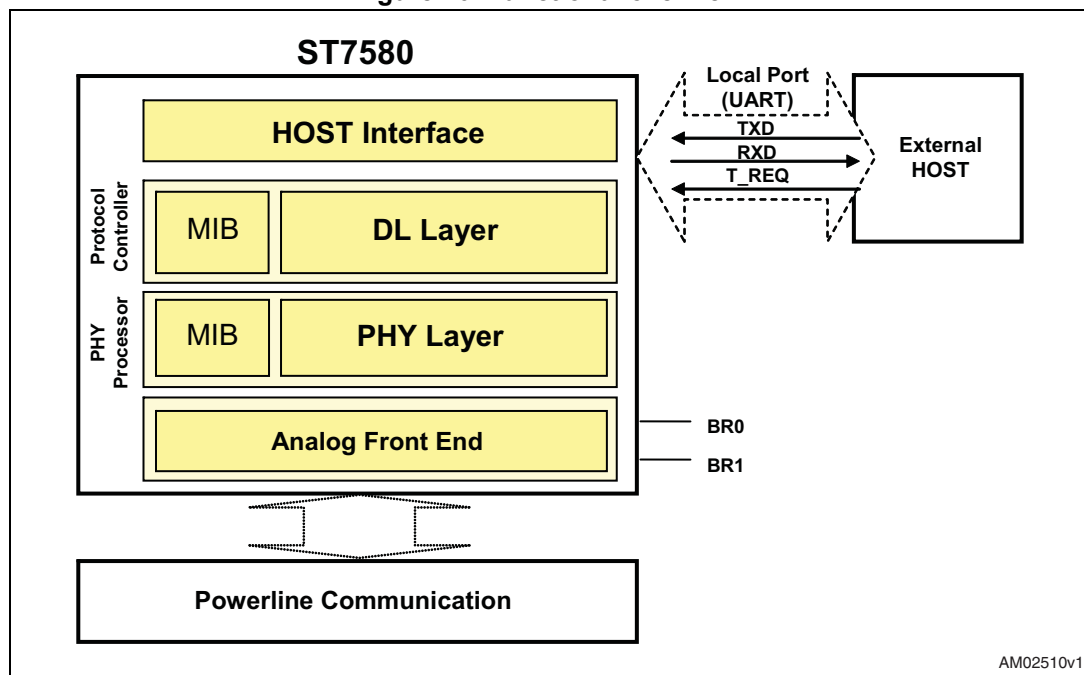 ST7580
HOST Interface
Protocol
Controller
MIB
DL Layer
PHY
Processor
MIB
PHY Layer
Analog Front End
Local Port
(UART)
TXD
RXD
T_REQ
External
HOST
BR0
BR1
Powerline Communication
AM02510v1